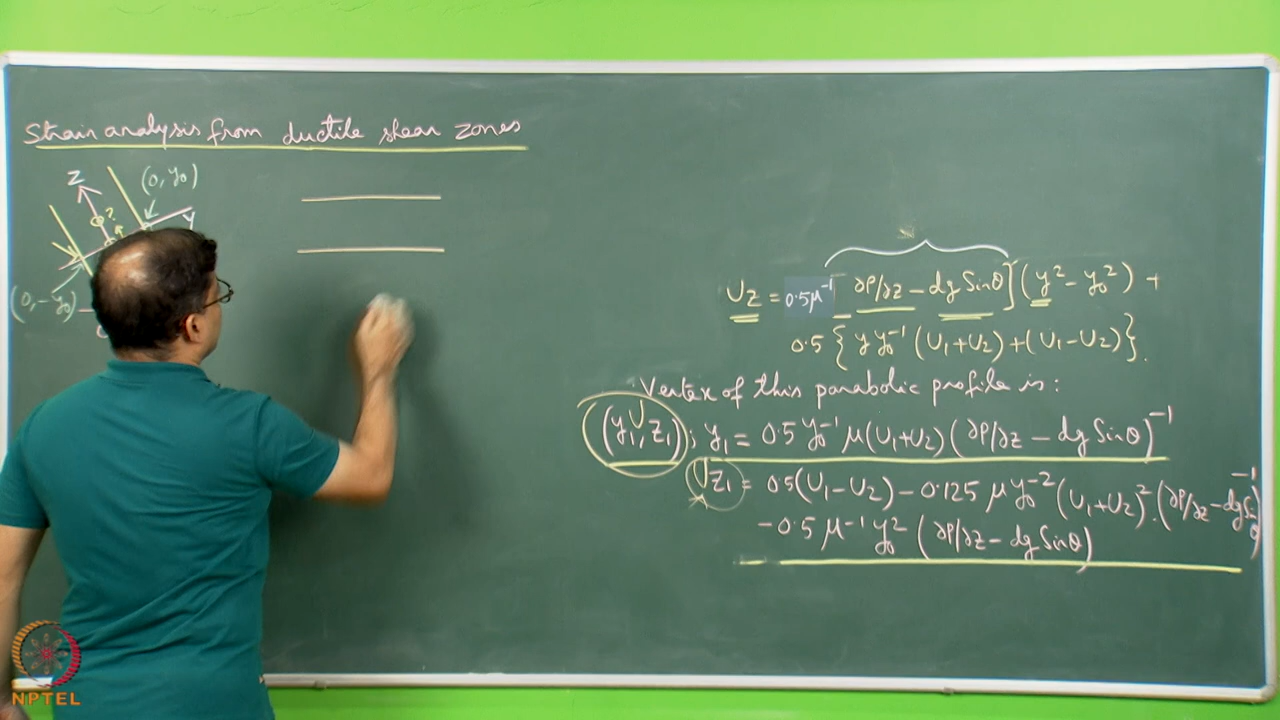 Strain analysis from ductile shear zones
Z
(0, y₀)
?
Y
(0, -y₀)
U_Z = 0.5μ⁻¹ [∂P/∂Z - dg Sinθ] (y² - y₀²) +
0.5 { y y₀⁻¹ (U₁+U₂) + (U₁-U₂) }.
Vertex of this parabolic profile is:
(y₁, U_Z₁); y₁ = 0.5 y₀⁻¹ μ(U₁+U₂) (∂P/∂Z - dg Sinθ)⁻¹
U_Z₁ = 0.5(U₁-U₂) - 0.125 μ y₀⁻² (U₁+U₂)². (∂P/∂Z - dg Sinθ)⁻¹
- 0.5 μ⁻¹ y₀² (∂P/∂Z - dg Sinθ)
NPTEL